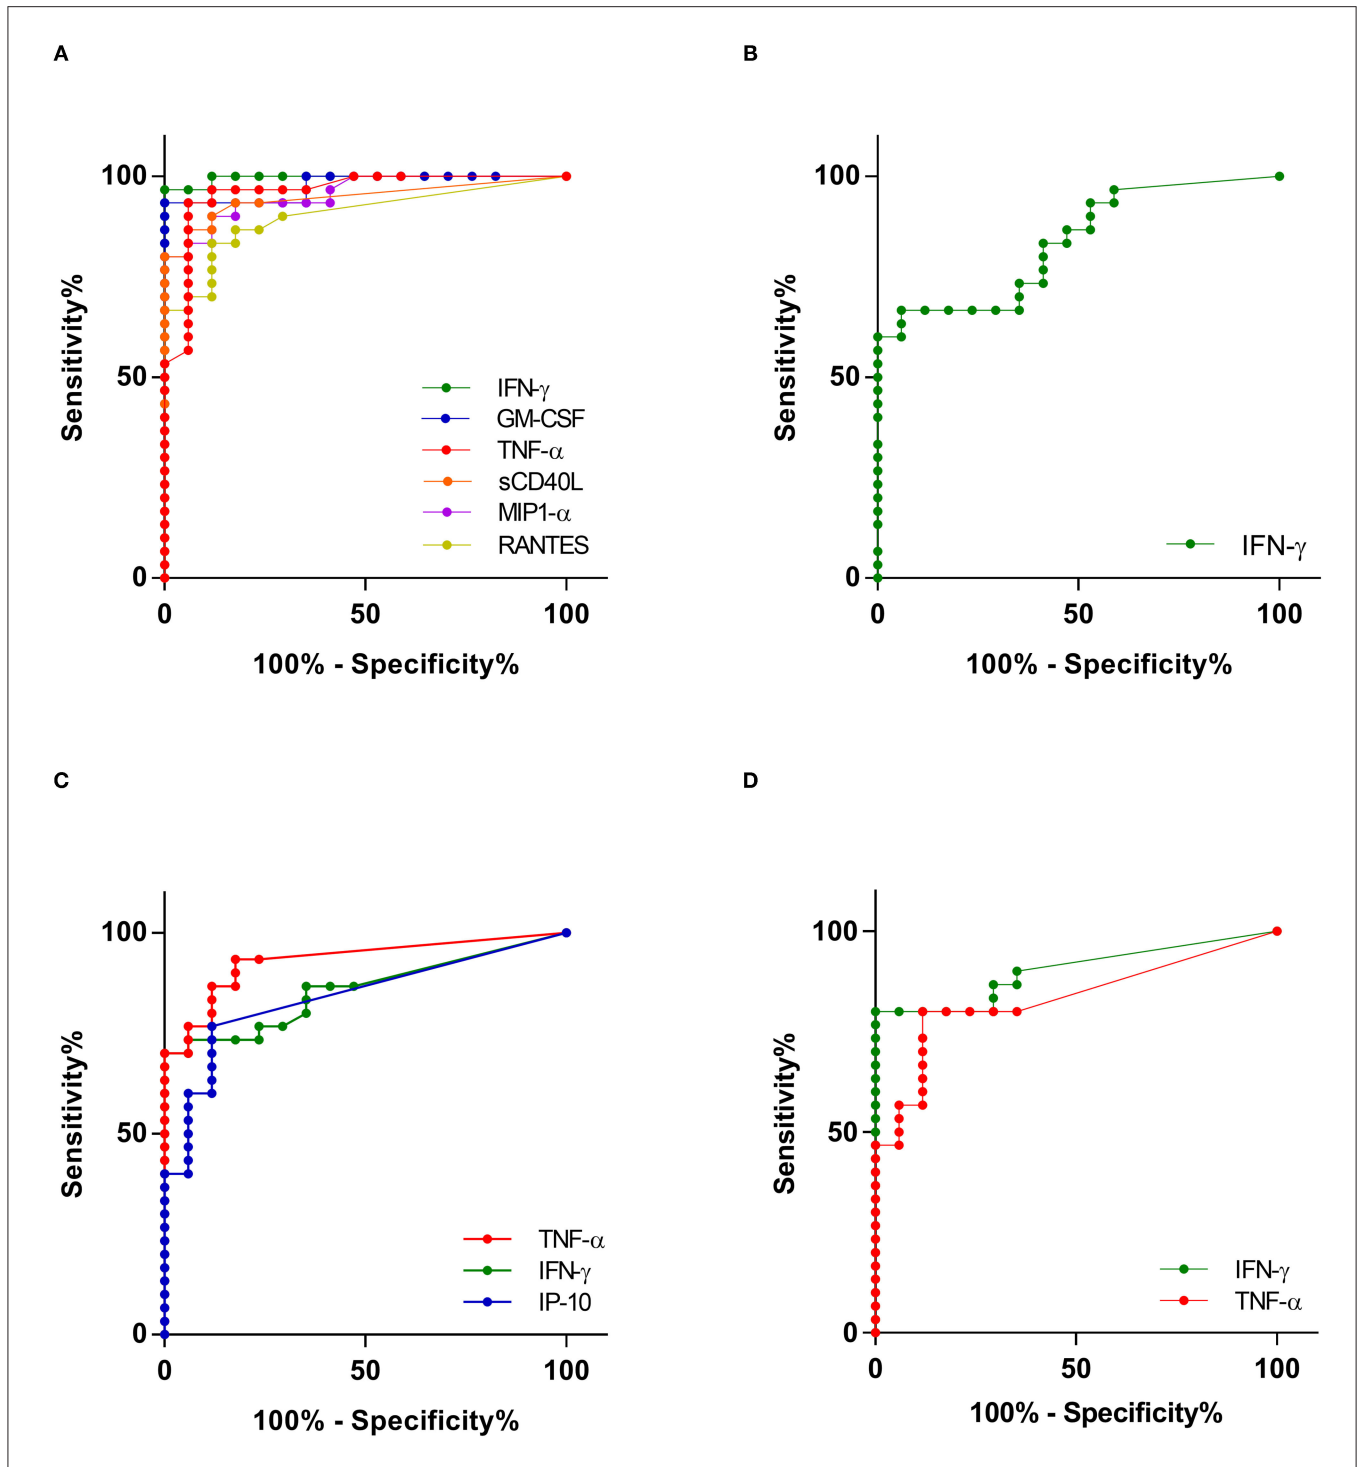 A
Sensitivity%
100
50
0
0 50 100
100% - Specificity%
IFN-γ
GM-CSF
TNF-α
sCD40L
MIP1-α
RANTES
B
Sensitivity%
100
50
0
0 50 100
100% - Specificity%
IFN-γ
C
Sensitivity%
100
50
0
0 50 100
100% - Specificity%
TNF-α
IFN-γ
IP-10
D
Sensitivity%
100
50
0
0 50 100
100% - Specificity%
IFN-γ
TNF-α